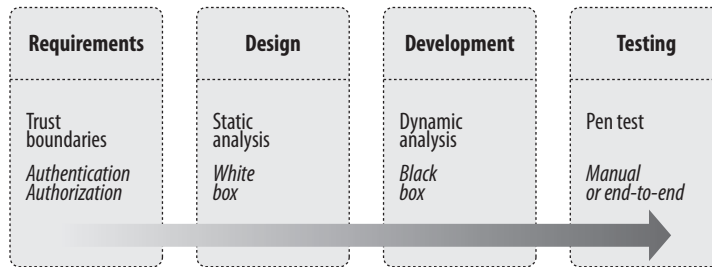 Requirements
Trust
boundaries
Authentication
Authorization
Design
Static
analysis
White
box
Development
Dynamic
analysis
Black
box
Testing
Pen test
Manual
or end-to-end